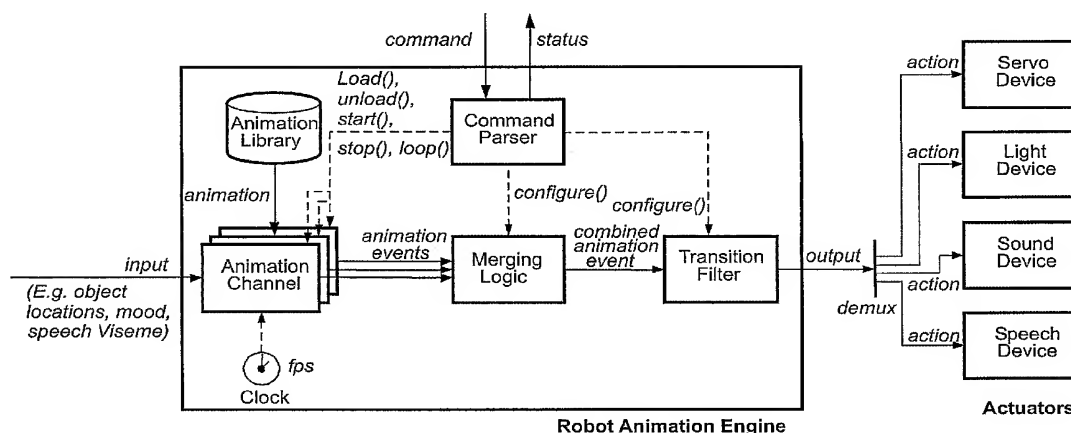 command
status
Load(),
unload(),
start(),
stop(), loop()
Animation
Library
Command
Parser
animation
configure()
configure()
input
(E.g. object
locations, mood,
speech Viseme)
Animation
Channel
animation
events
Merging
Logic
combined
animation
event
Transition
Filter
output
demux
fps
Clock
Robot Animation Engine
action
Servo
Device
action
Light
Device
action
Sound
Device
action
Speech
Device
Actuators